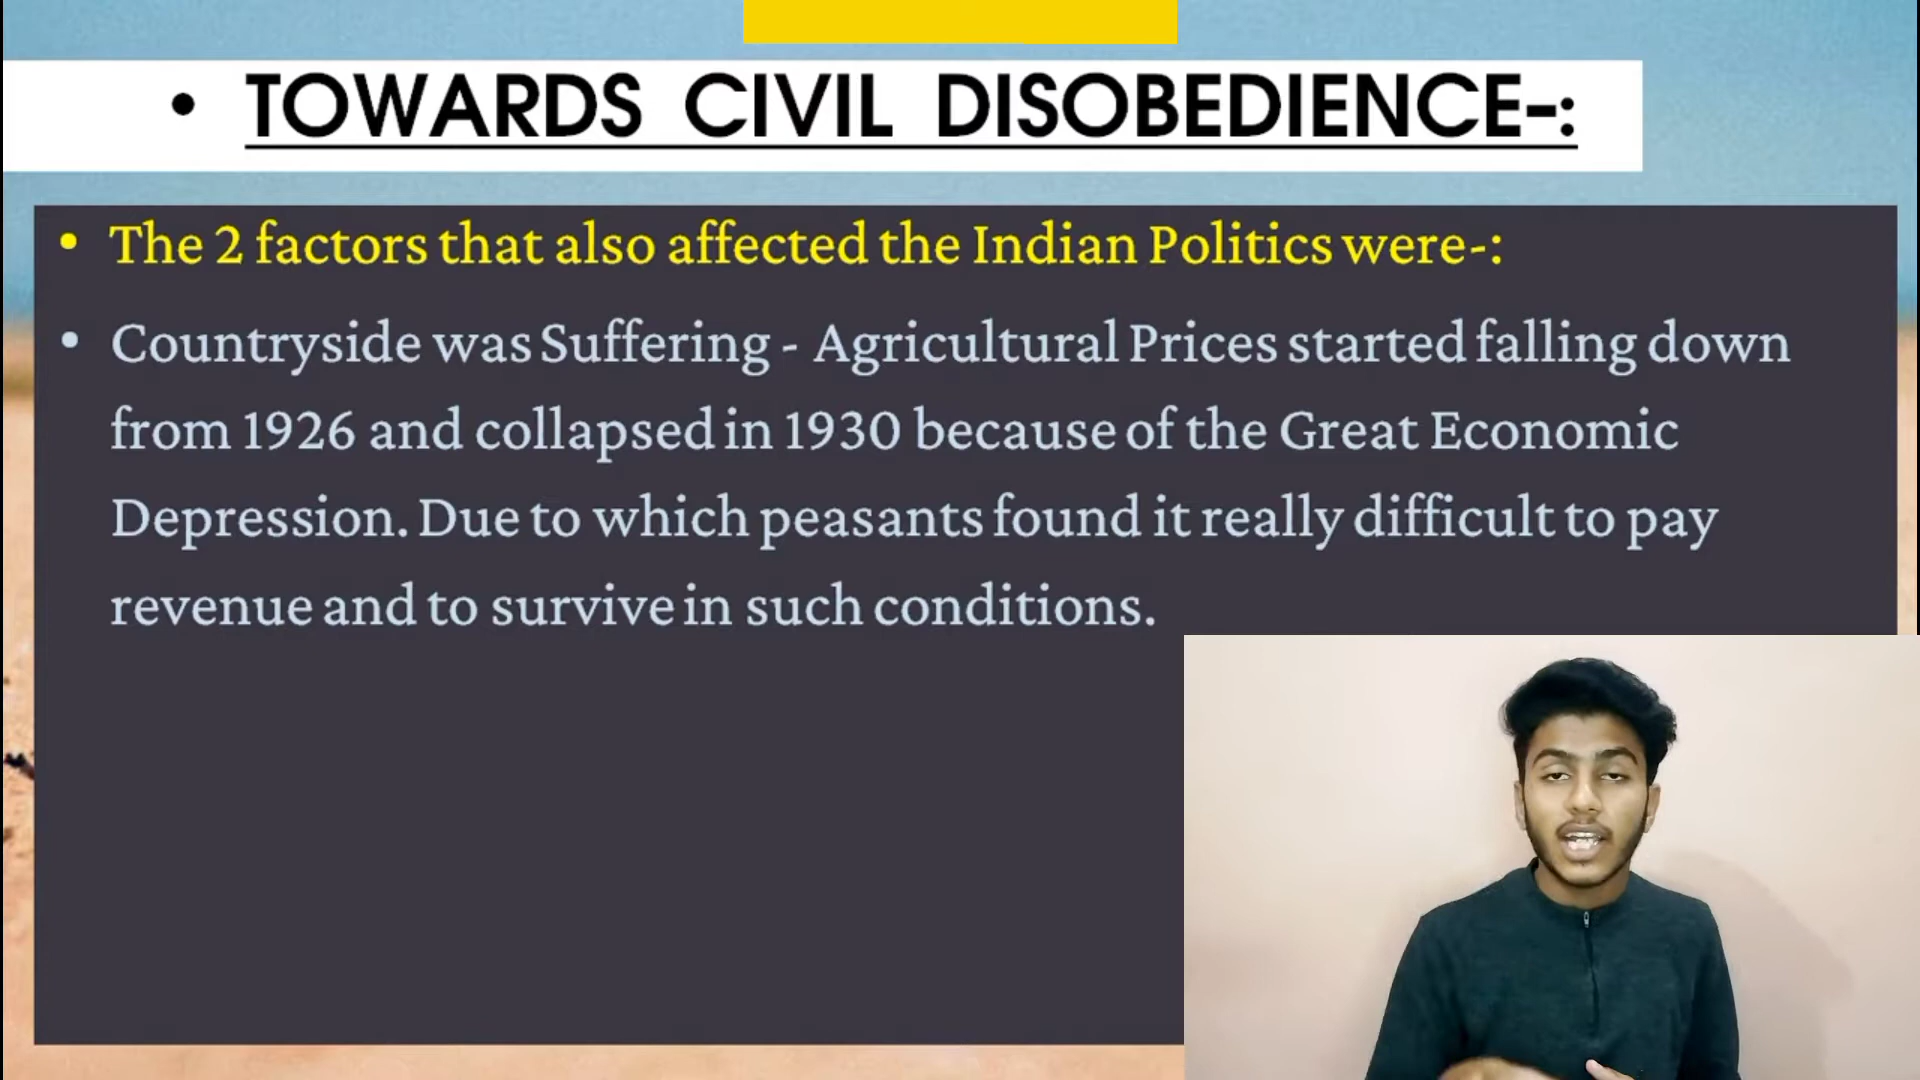 • TOWARDS CIVIL DISOBEDIENCE-:
• The 2 factors that also affected the Indian Politics were-:
• Countryside was Suffering - Agricultural Prices started falling down
from 1926 and collapsed in 1930 because of the Great Economic
Depression. Due to which peasants found it really difficult to pay
revenue and to survive in such conditions.